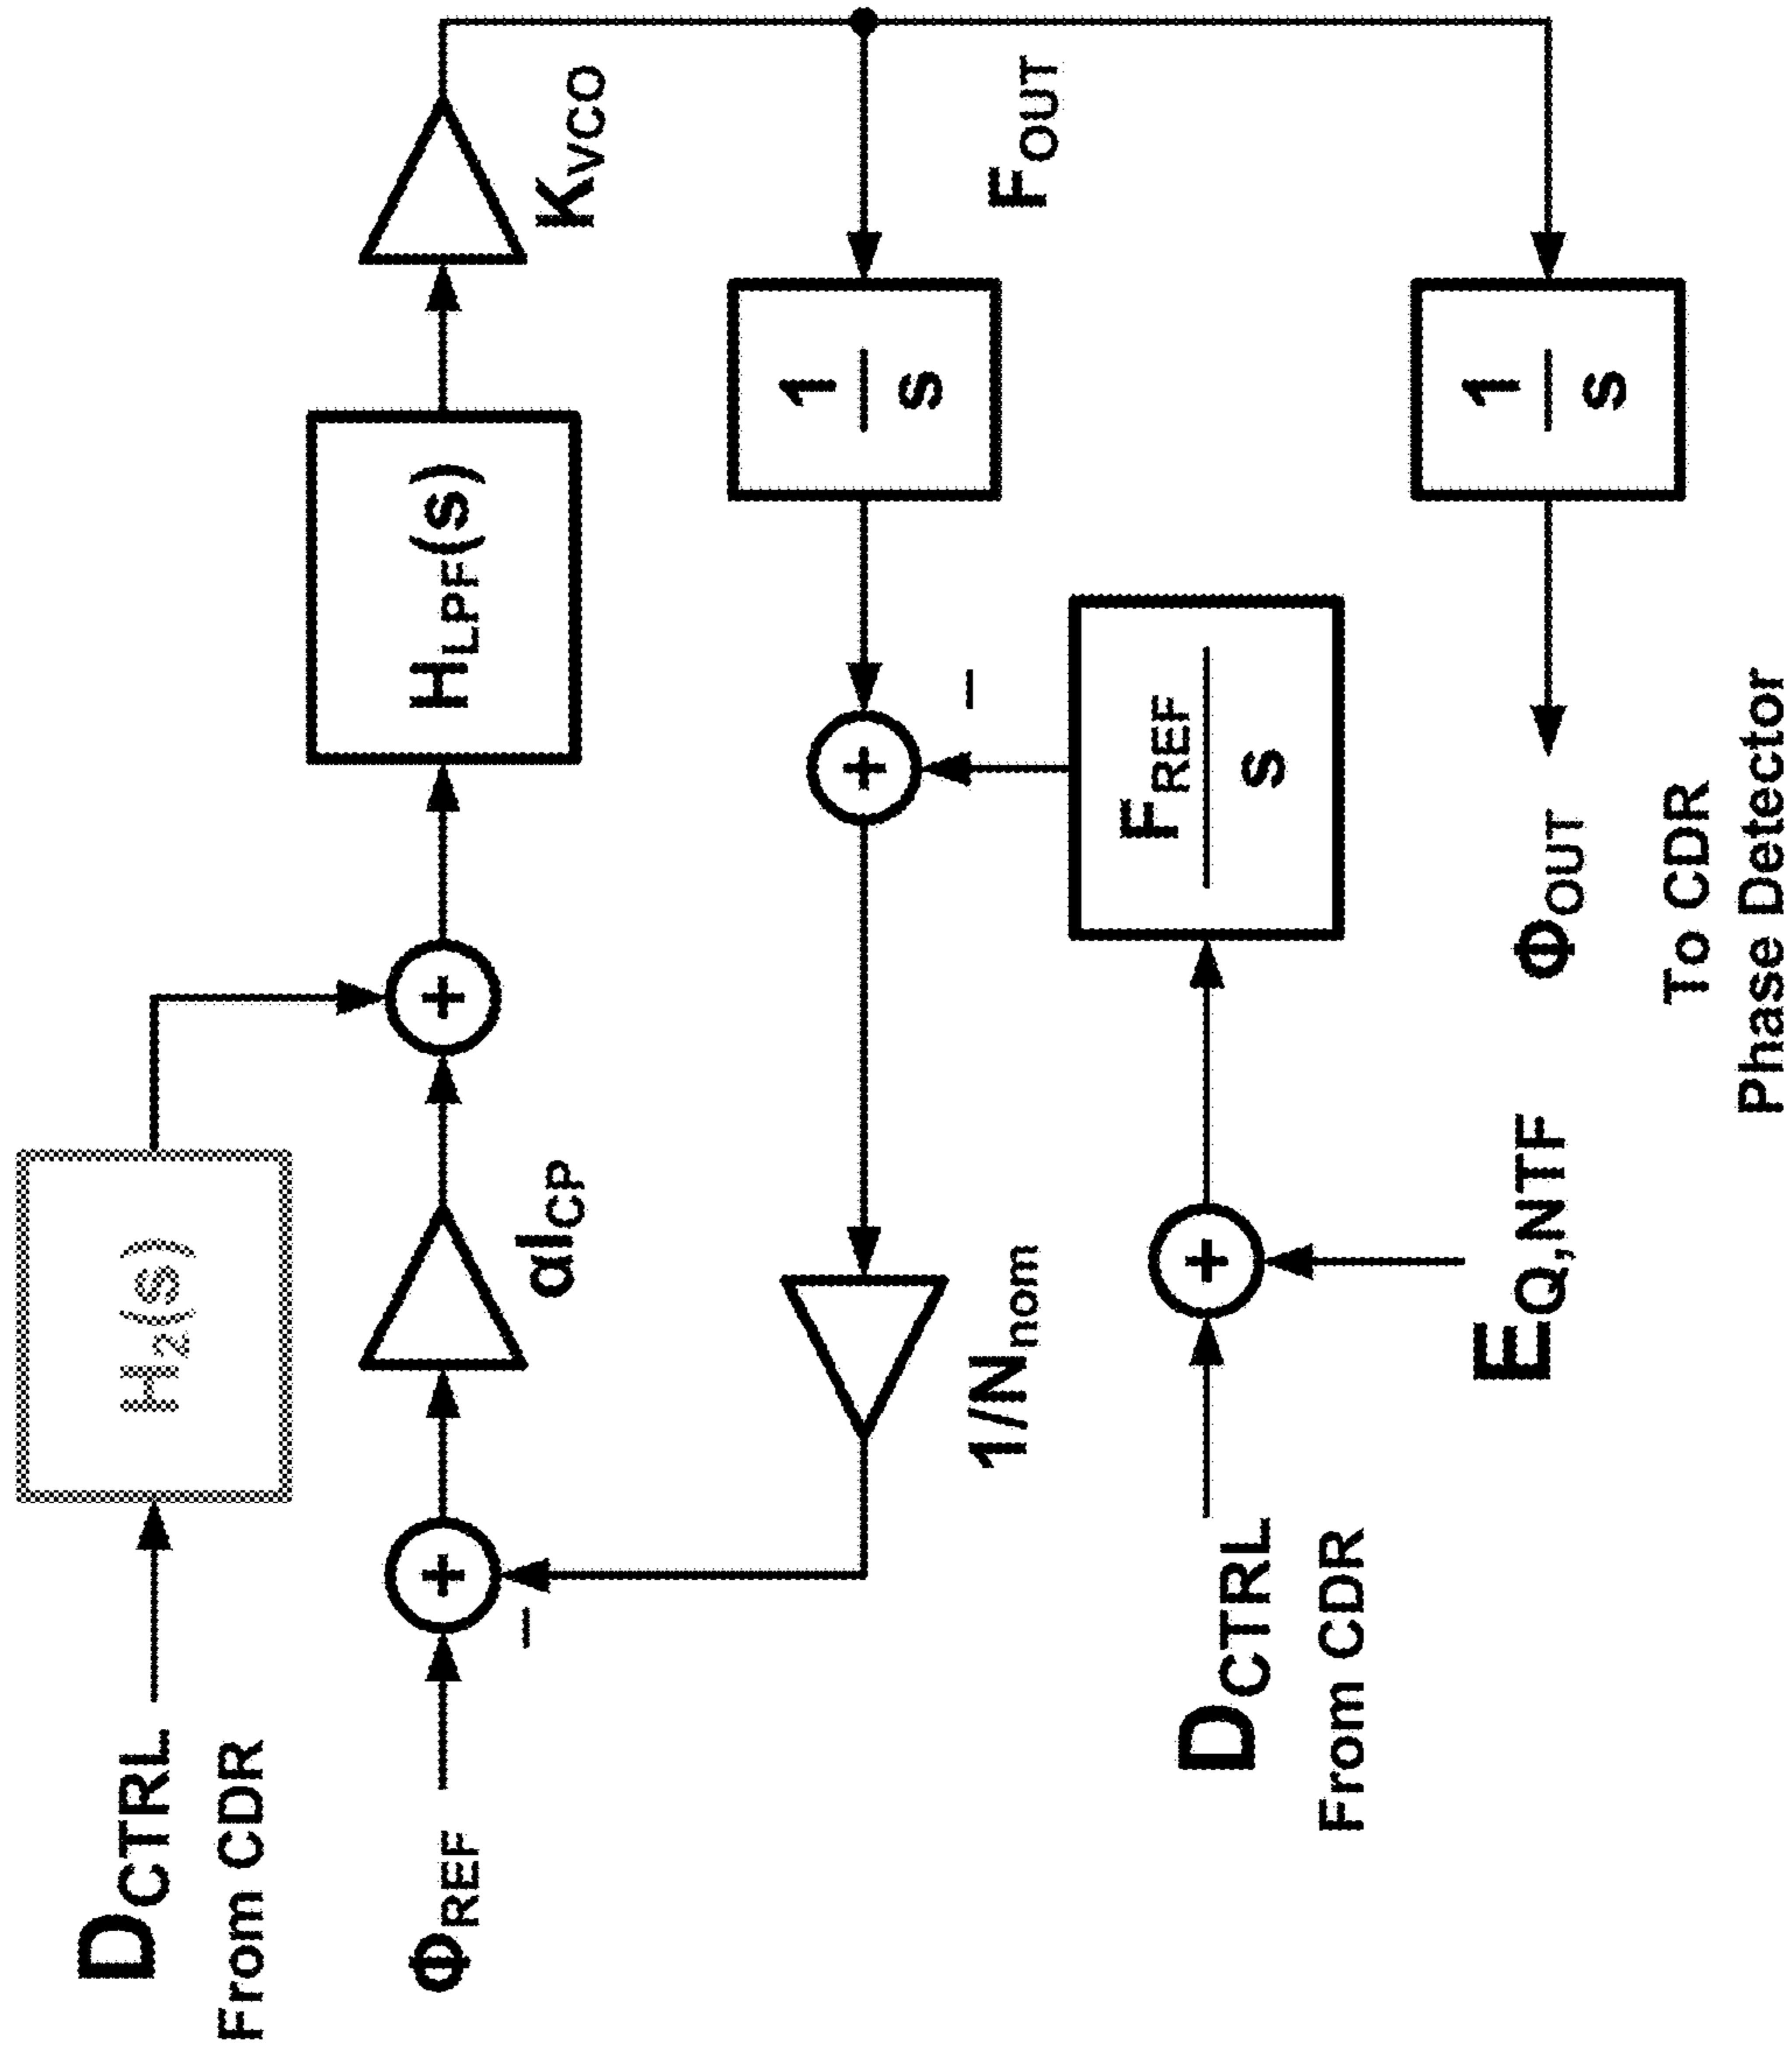 DCTRL
From CDR
H2(s)
ΦREF
αICP
HLPF(s)
KVCO
+
+
−
1/Nnom
+
−
1
s
FOUT
DCTRL
From CDR
+
EQ,NTF
FREF
s
ΦOUT
To CDR
Phase Detector
1
s